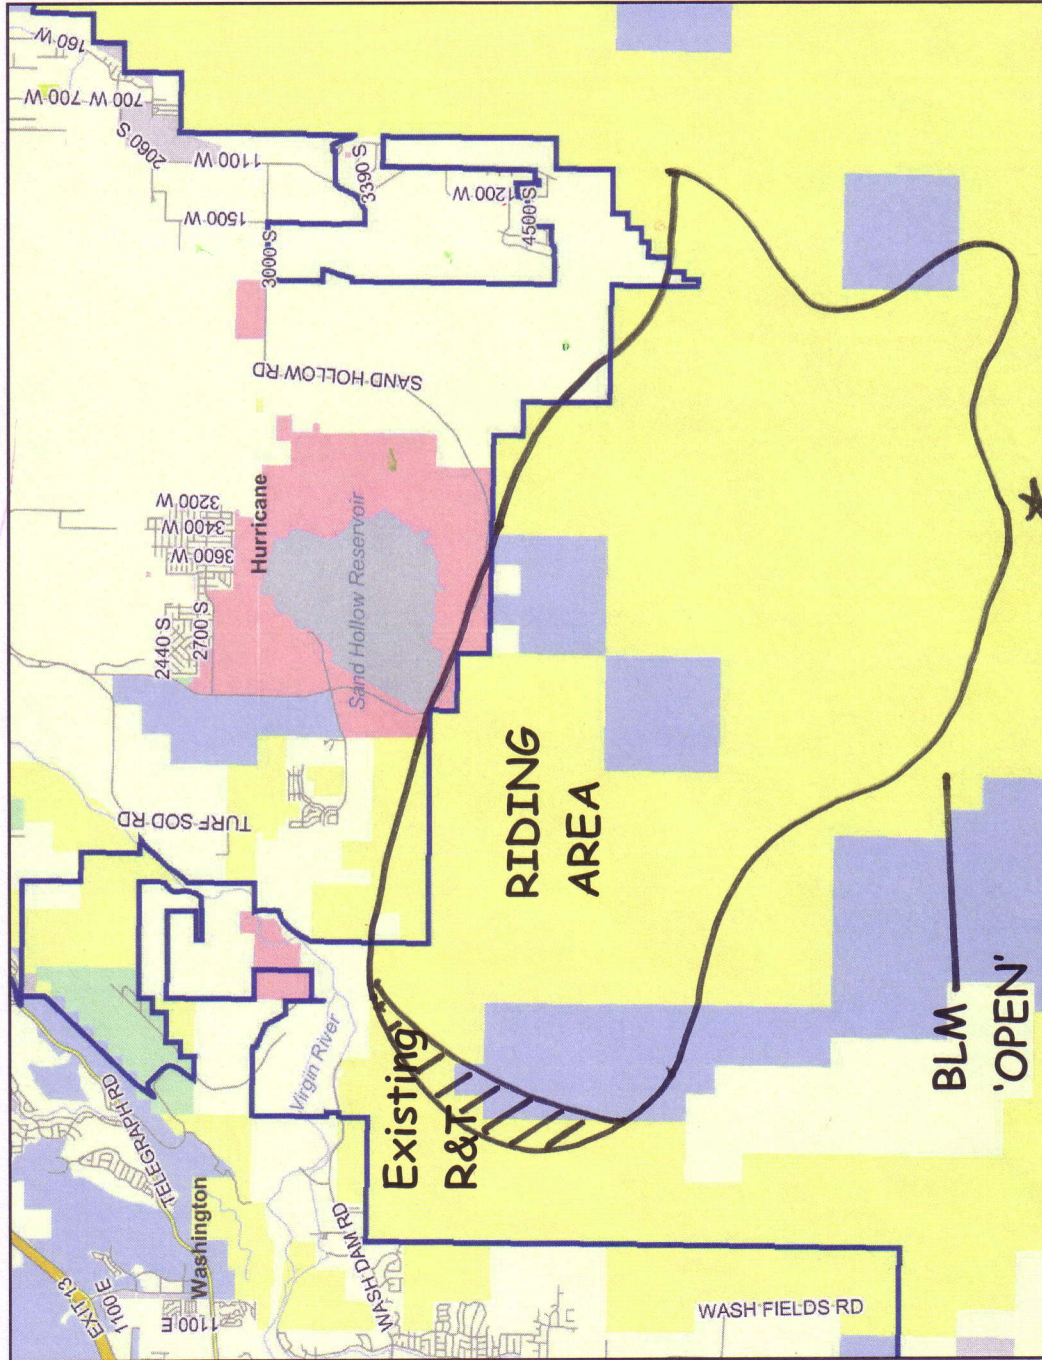 160 W
700 W
700 W
2060 S
1100 W
3390 S
1200 W
4500 S
1500 W
3000 S
SAND HOLLOW RD
3200 W
3400 W
3600 W
Hurricane
Sand Hollow Reservoir
2440 S
2700 S
TURF SOD RD
RIDING
AREA
Virgin River
Existing
R&T
BLM
'OPEN'
TELEGRAPH RD
Washington
WASH DAM RD
EXIT 13
1100 E
1100 E
WASH FIELDS RD